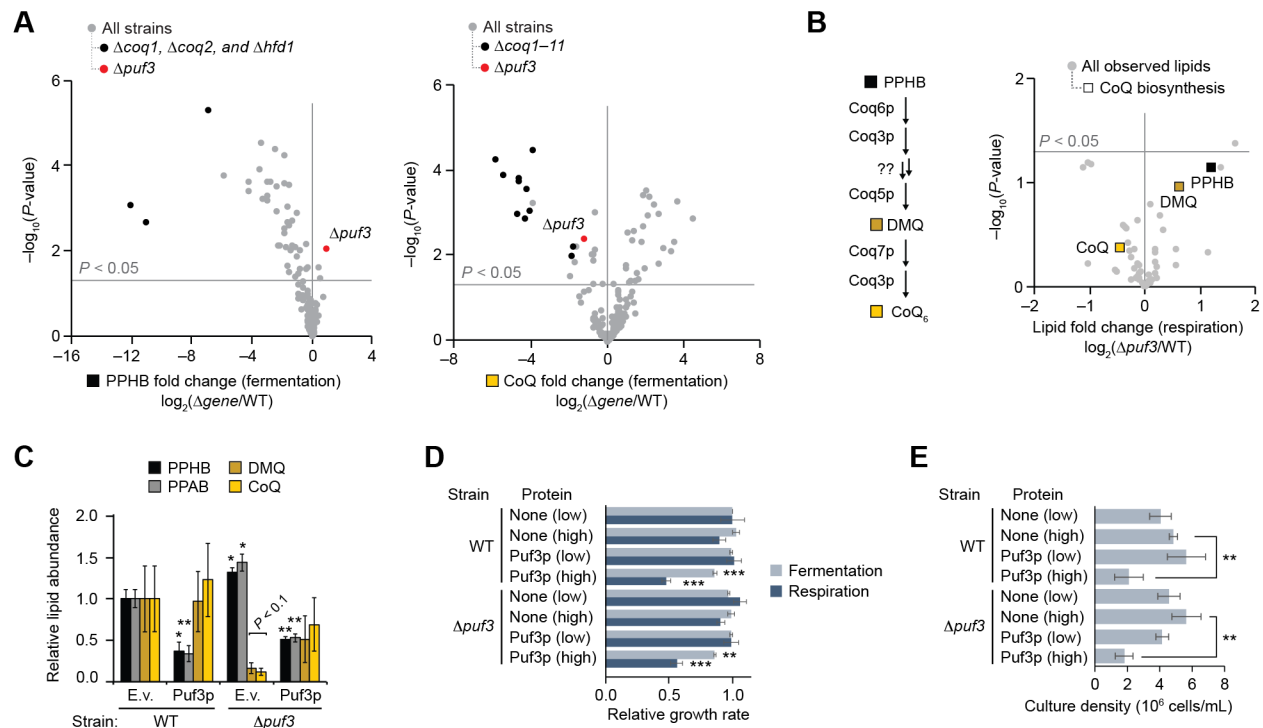 A
All strains
Δcoq1, Δcoq2, and Δhfd1
Δpuf3
6
4
2
0
–log10(P-value)
P < 0.05
Δpuf3
–16
–12
–8
–4
0
4
PPHB fold change (fermentation)
log2(Δgene/WT)
All strains
Δcoq1–11
Δpuf3
6
4
2
0
–log10(P-value)
P < 0.05
Δpuf3
–8
–4
0
4
8
CoQ fold change (fermentation)
log2(Δgene/WT)
B
PPHB
Coq6p
Coq3p
??
Coq5p
DMQ
Coq7p
Coq3p
CoQ6
All observed lipids
CoQ biosynthesis
2
1
0
–log10(P-value)
P < 0.05
PPHB
DMQ
CoQ
–2
–1
0
1
2
Lipid fold change (respiration)
log2(Δpuf3/WT)
C
PPHB
DMQ
PPAB
CoQ
Relative lipid abundance
2.0
1.5
1.0
0.5
0.0
*
**
*
*
P < 0.1
**
**
E.v.
Puf3p
E.v.
Puf3p
Strain:
WT
Δpuf3
D
Strain
Protein
WT
None (low)
None (high)
Puf3p (low)
Puf3p (high)
***
***
Δpuf3
None (low)
None (high)
Puf3p (low)
Puf3p (high)
**
***
0.0
0.5
1.0
Relative growth rate
Fermentation
Respiration
E
Strain
Protein
WT
None (low)
None (high)
Puf3p (low)
Puf3p (high)
**
Δpuf3
None (low)
None (high)
Puf3p (low)
Puf3p (high)
**
0
2
4
6
8
Culture density (10⁶ cells/mL)